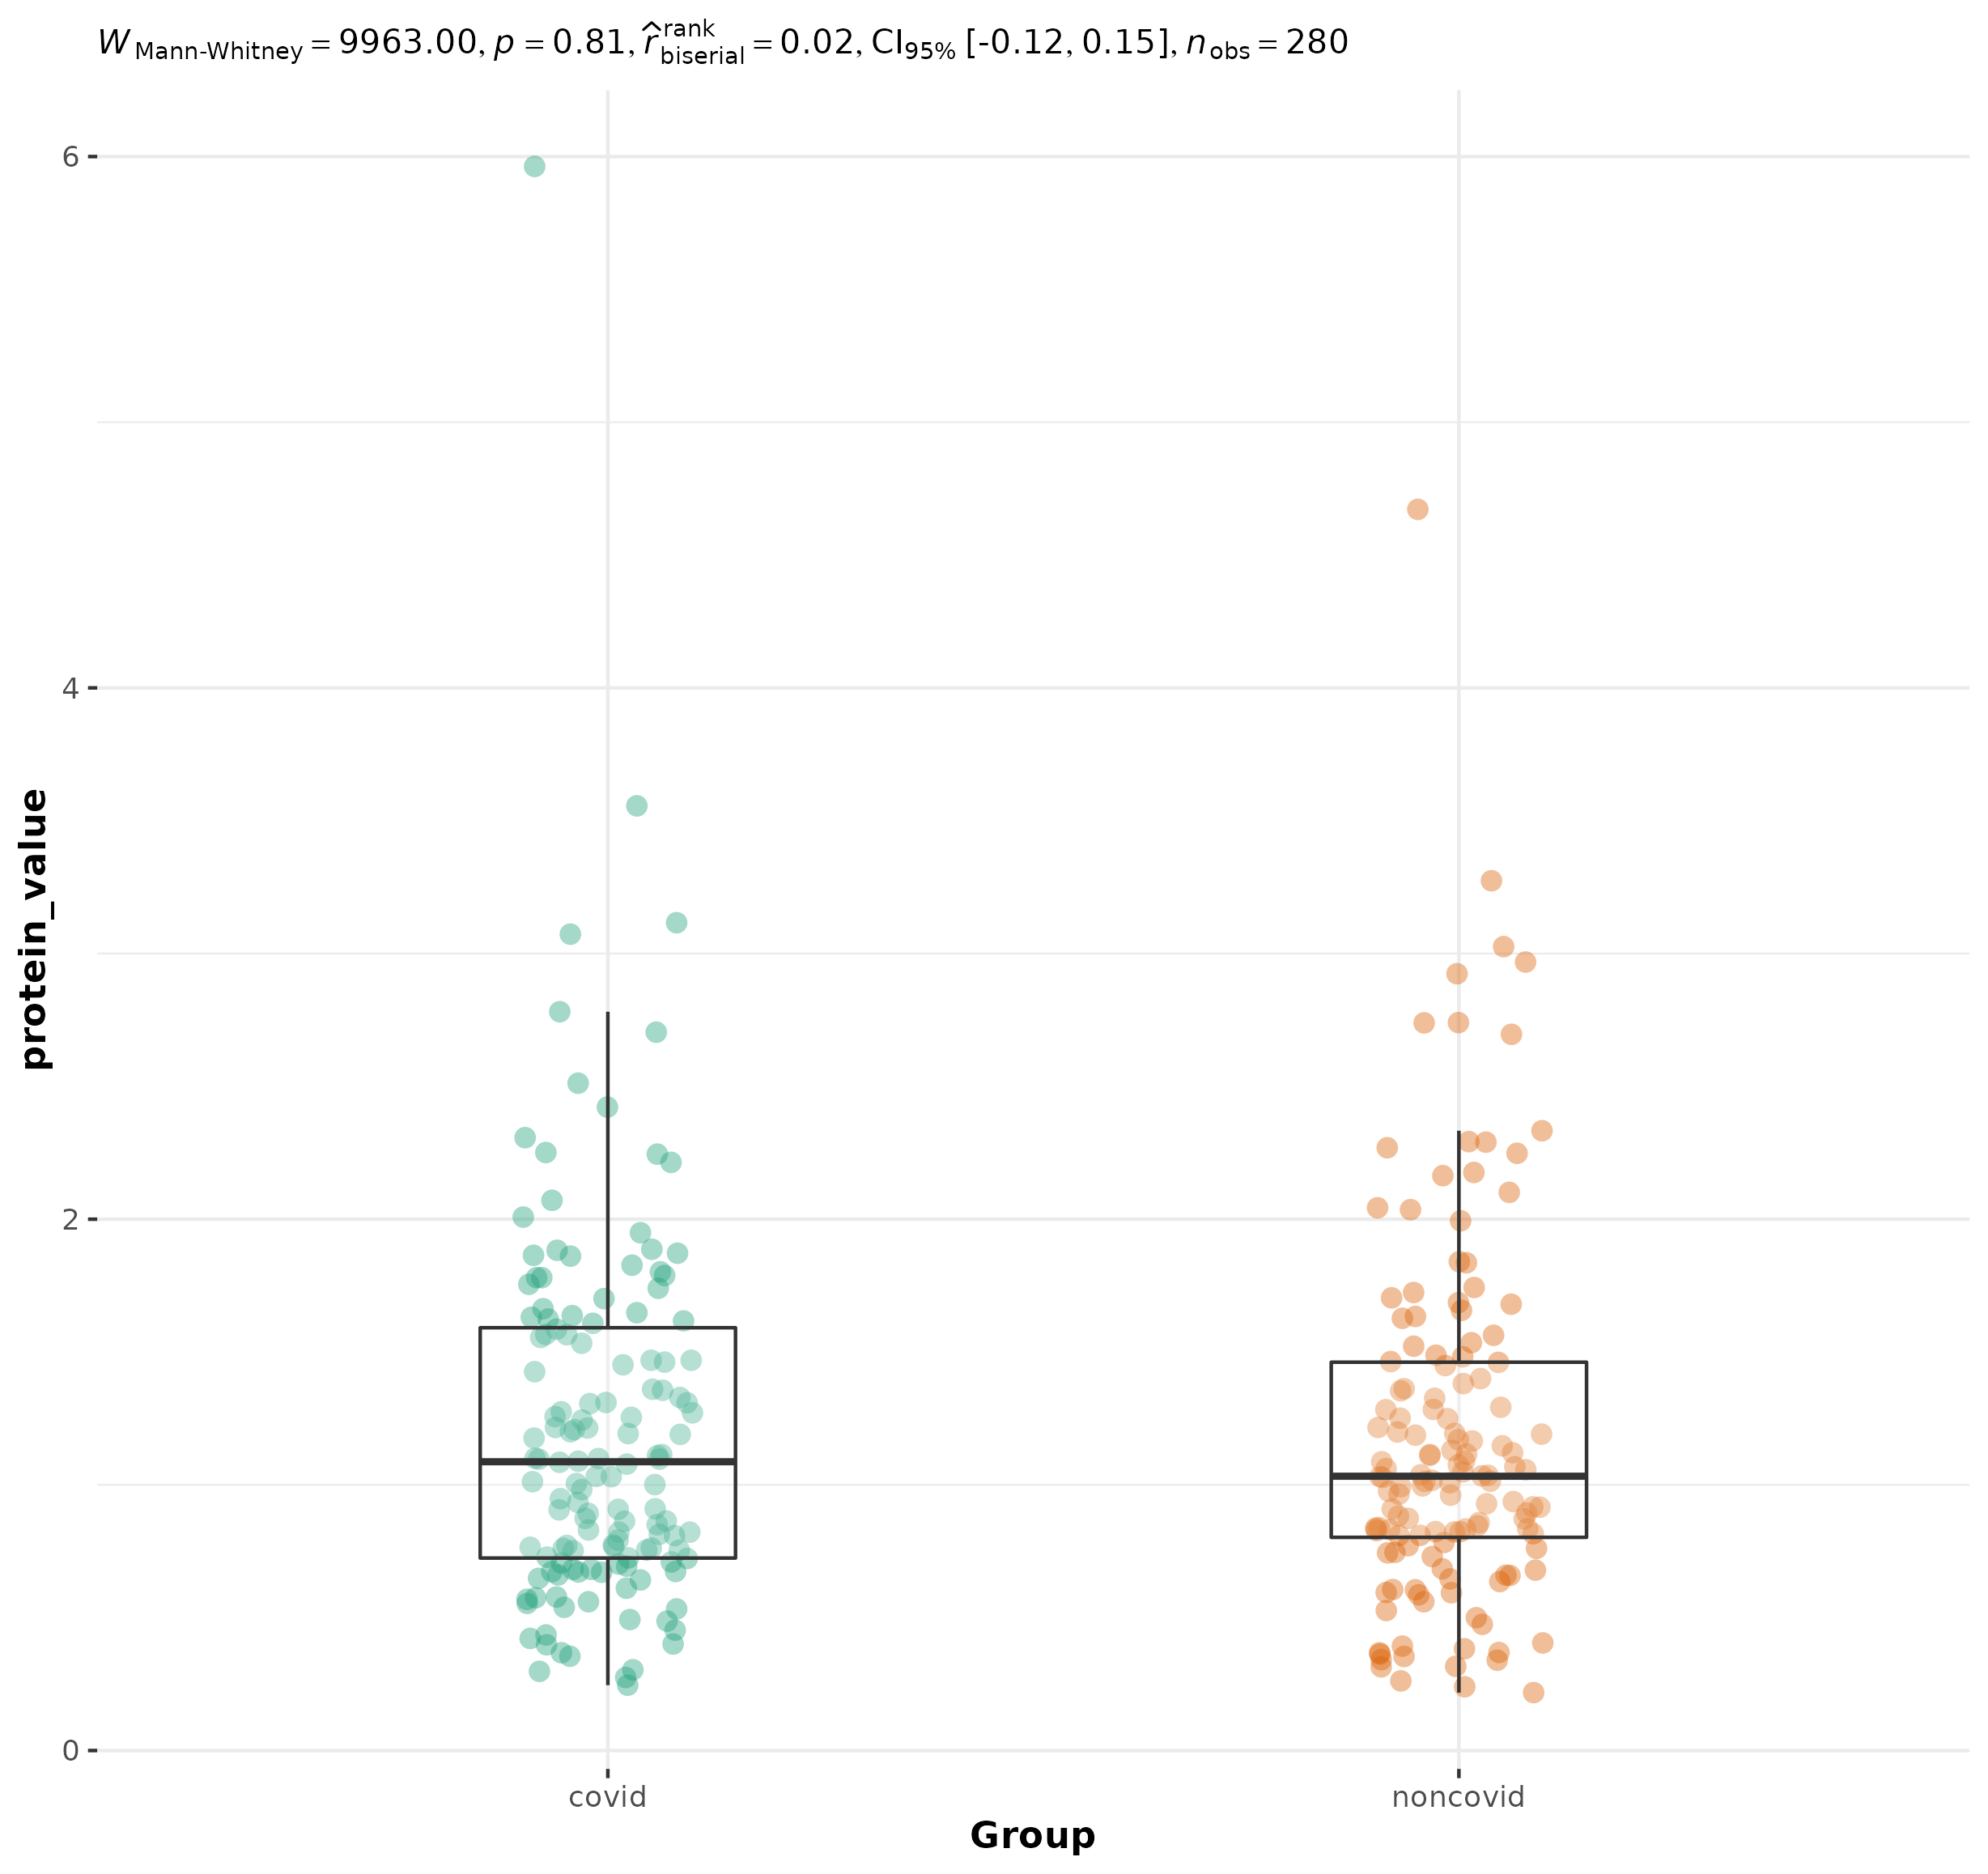 W Mann-Whitney = 9963.00, p = 0.81, r̂ rank biserial = 0.02, CI95% [-0.12, 0.15], nobs = 280
6
4
2
0
protein_value
covid noncovid
Group